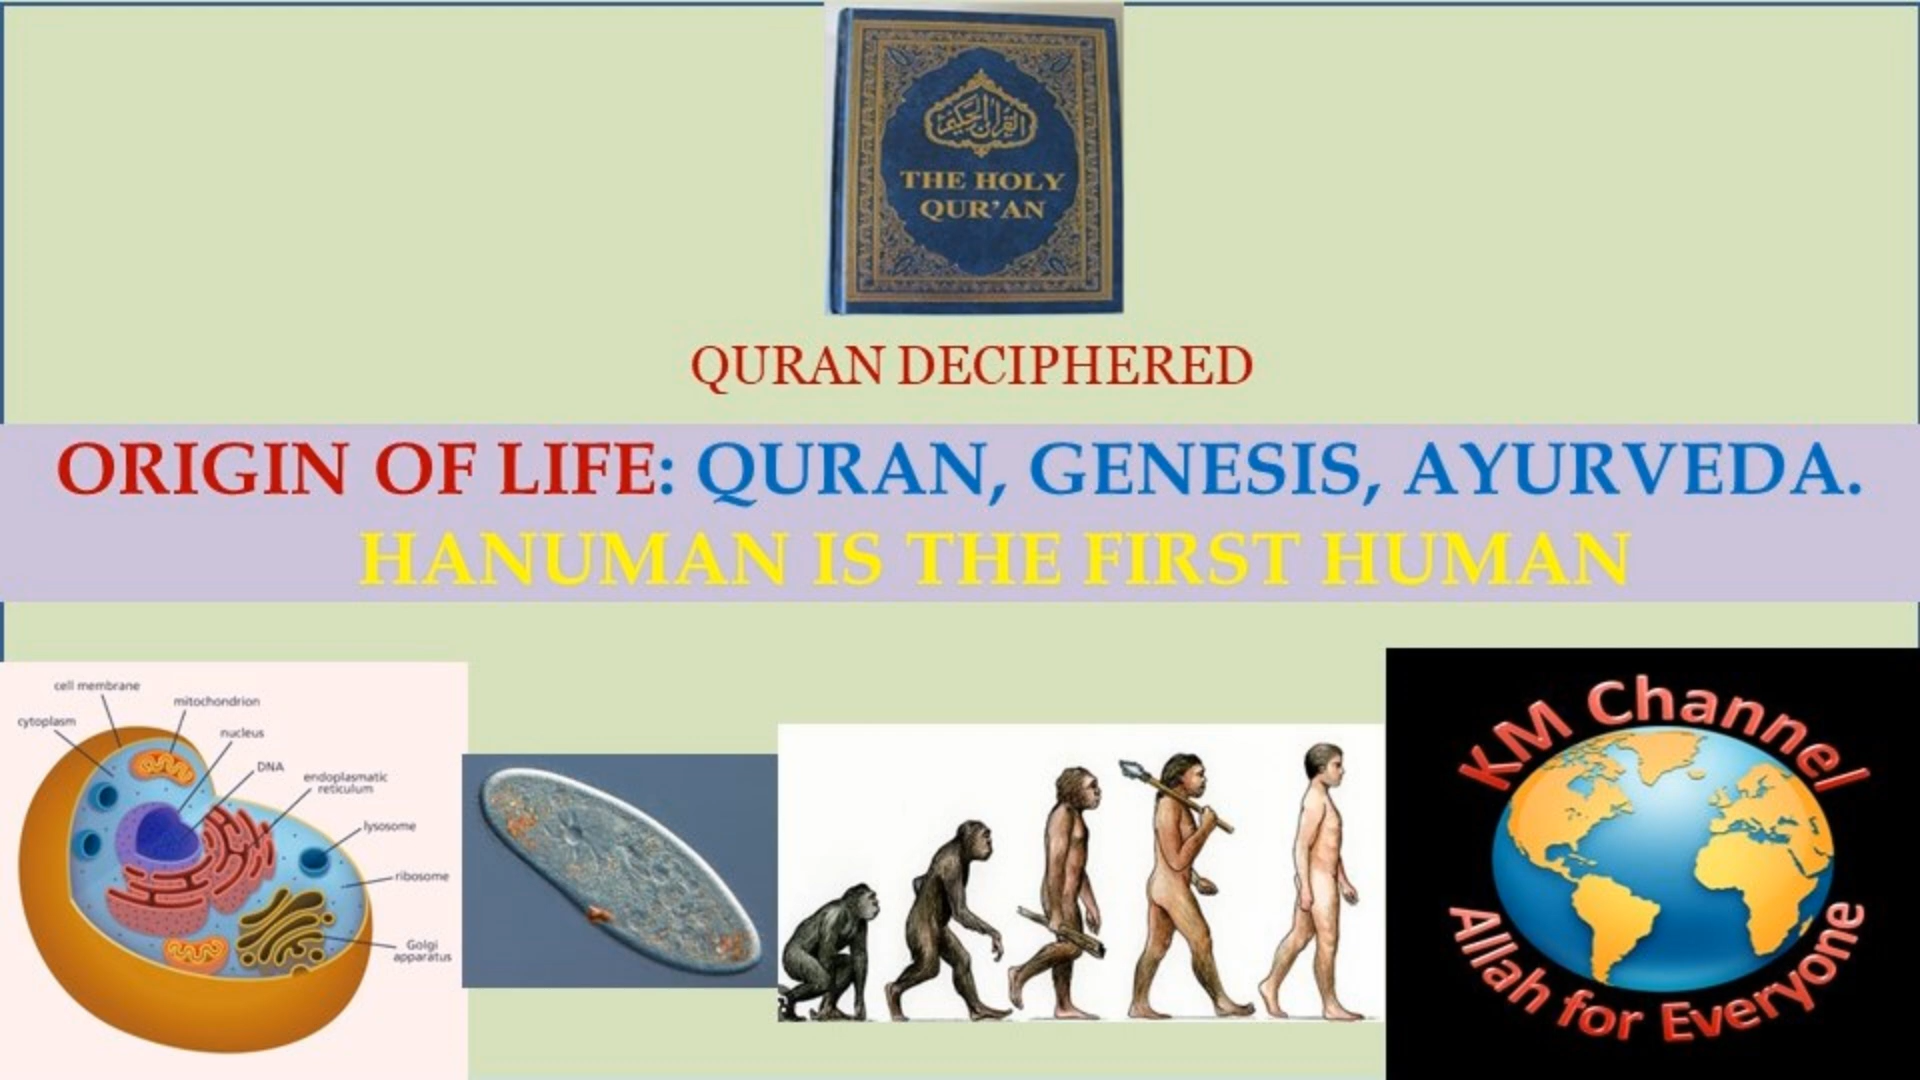 القرآن الحكيم
THE HOLY
QUR'AN
QURAN DECIPHERED
ORIGIN OF LIFE: QURAN, GENESIS, AYURVEDA.
HANUMAN IS THE FIRST HUMAN
cell membrane
mitochondrion
cytoplasm
nucleus
DNA
endoplasmatic
reticulum
lysosome
ribosome
Golgi
apparatus
KM Channel
Allah for Everyone